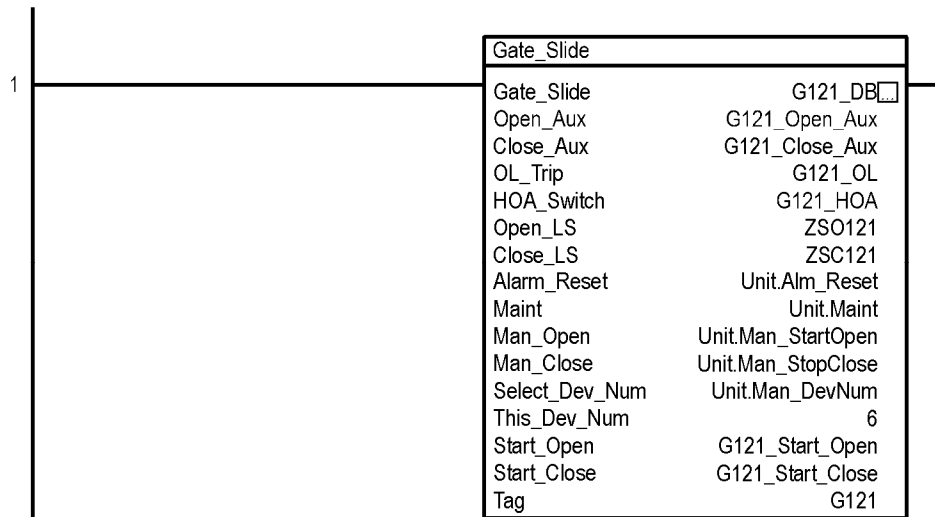 Gate_Slide
1
Gate_Slide G121_DB...
Open_Aux G121_Open_Aux
Close_Aux G121_Close_Aux
OL_Trip G121_OL
HOA_Switch G121_HOA
Open_LS ZSO121
Close_LS ZSC121
Alarm_Reset Unit.Alm_Reset
Maint Unit.Maint
Man_Open Unit.Man_StartOpen
Man_Close Unit.Man_StopClose
Select_Dev_Num Unit.Man_DevNum
This_Dev_Num 6
Start_Open G121_Start_Open
Start_Close G121_Start_Close
Tag G121